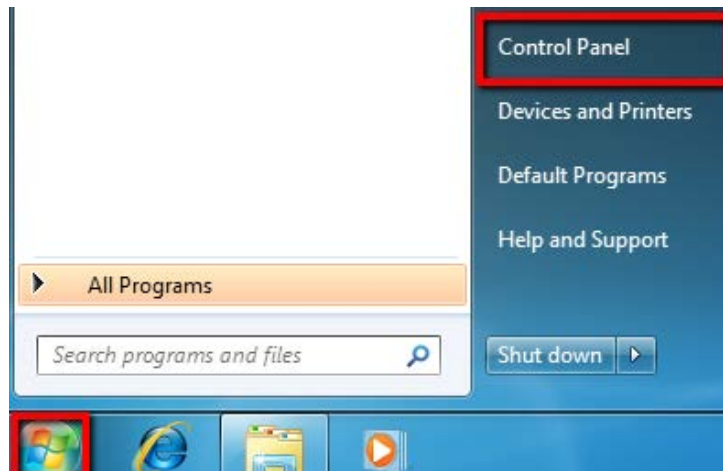 Control Panel
Devices and Printers
Default Programs
Help and Support
All Programs
Search programs and files
Shut down